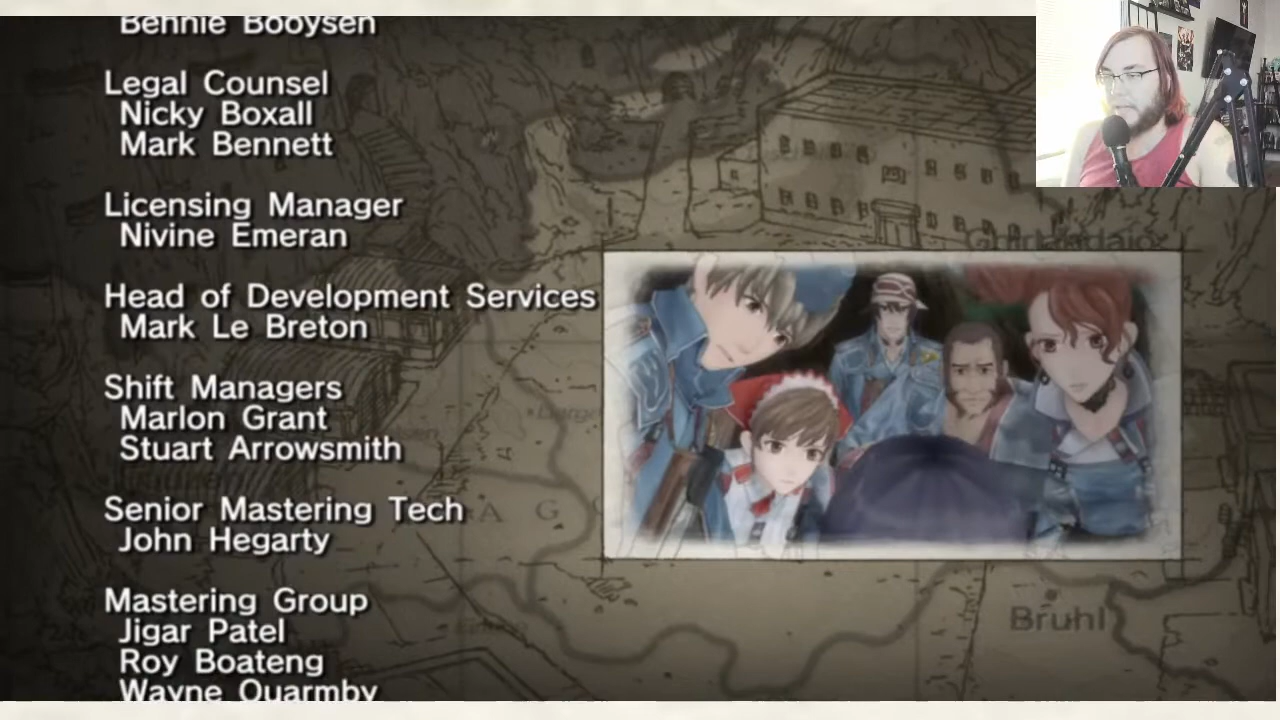 Bennie Booysen
Legal Counsel
Nicky Boxall
Mark Bennett
Licensing Manager
Nivine Emeran
Head of Development Services
Mark Le Breton
Shift Managers
Marlon Grant
Stuart Arrowsmith
Senior Mastering Tech
John Hegarty
Mastering Group
Jigar Patel
Roy Boateng
Wayne Quarmby
Ghirlandaio
A G
Bruhl